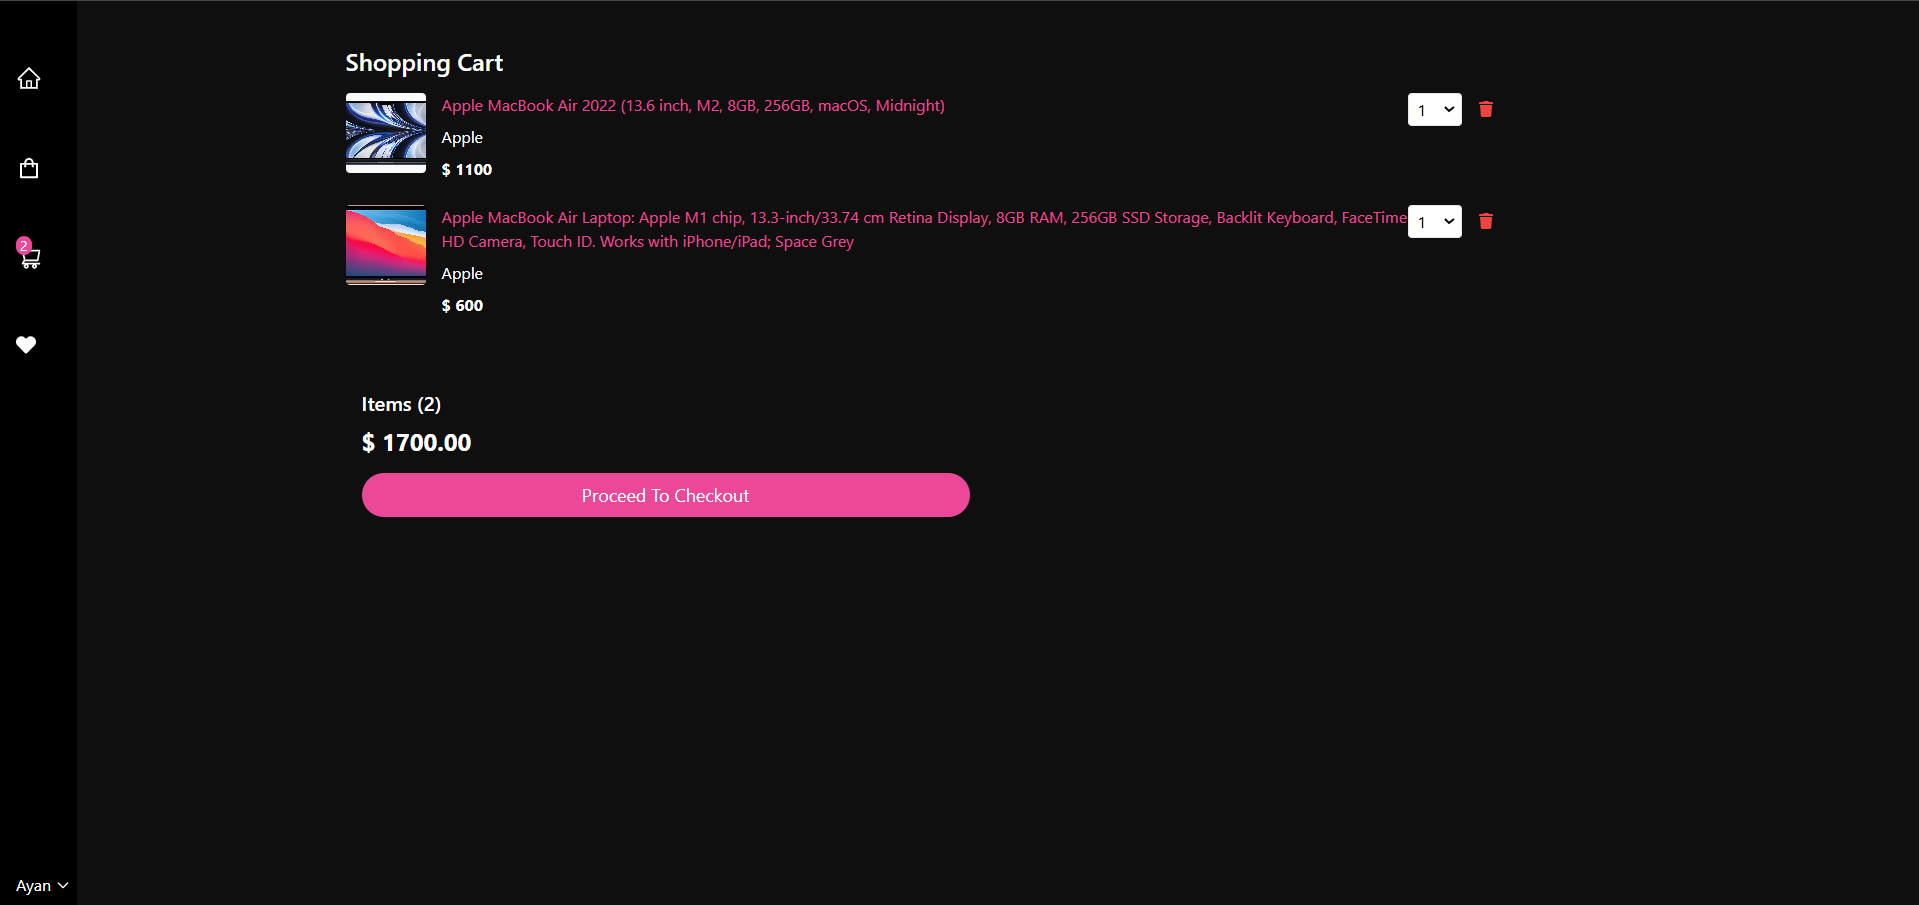 Shopping Cart
Apple MacBook Air 2022 (13.6 inch, M2, 8GB, 256GB, macOS, Midnight)
1
Apple
$ 1100
Apple MacBook Air Laptop: Apple M1 chip, 13.3-inch/33.74 cm Retina Display, 8GB RAM, 256GB SSD Storage, Backlit Keyboard, FaceTime
HD Camera, Touch ID. Works with iPhone/iPad; Space Grey
1
Apple
$ 600
2
Items (2)
$ 1700.00
Proceed To Checkout
Ayan